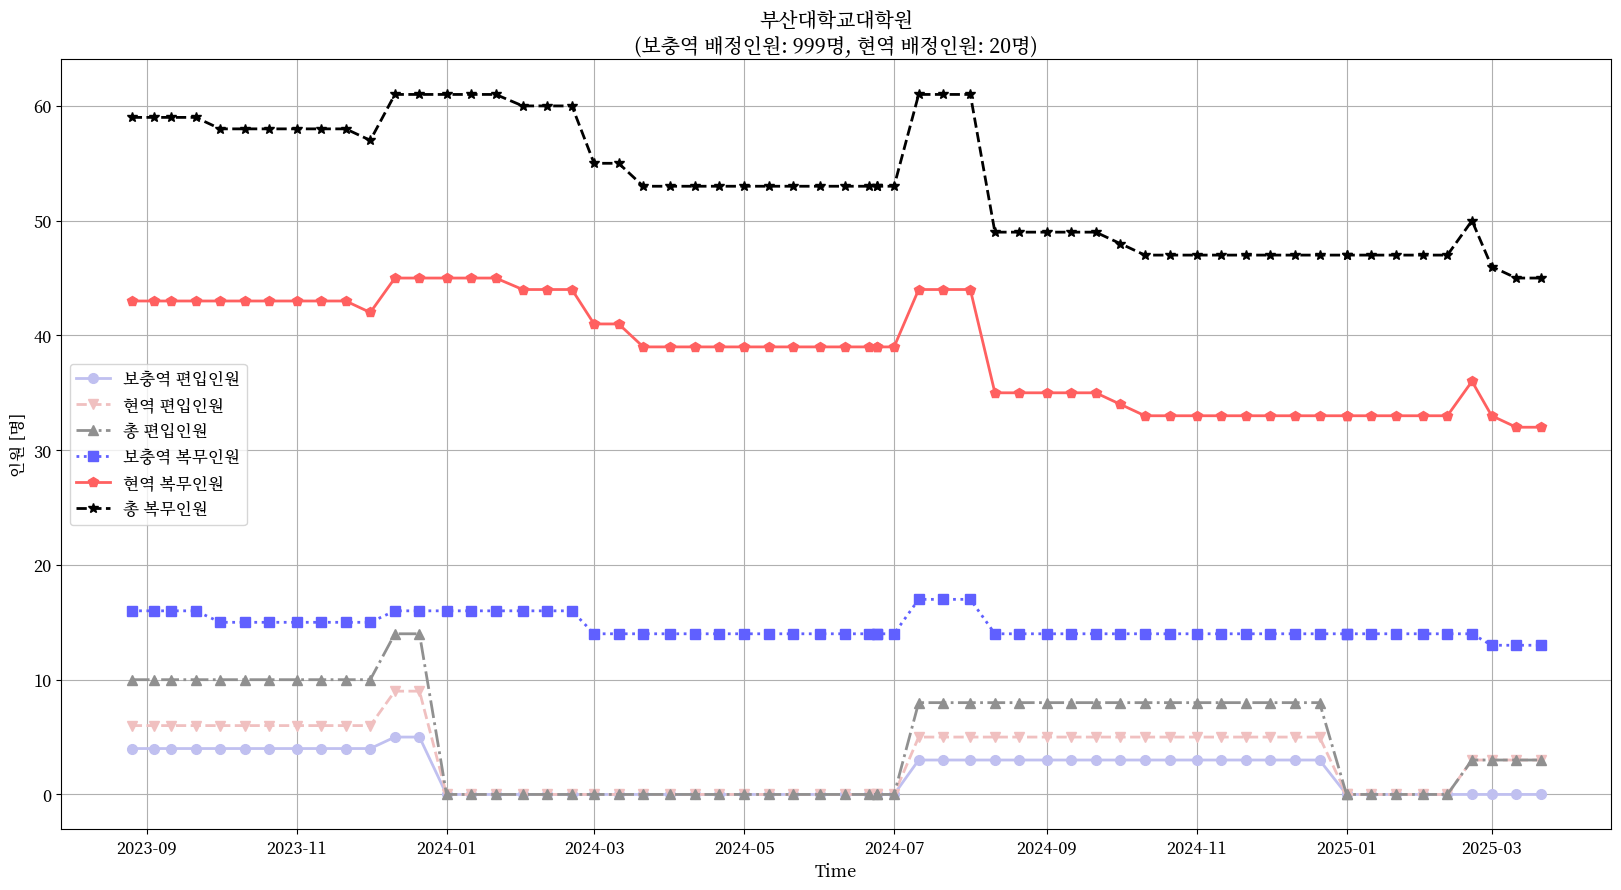 부산대학교대학원
(보충역 배정인원: 999명, 현역 배정인원: 20명)
인원 [명]
60
50
40
30
20
10
0
보충역 편입인원
현역 편입인원
총 편입인원
보충역 복무인원
현역 복무인원
총 복무인원
2023-09
2023-11
2024-01
2024-03
2024-05
2024-07
2024-09
2024-11
2025-01
2025-03
Time